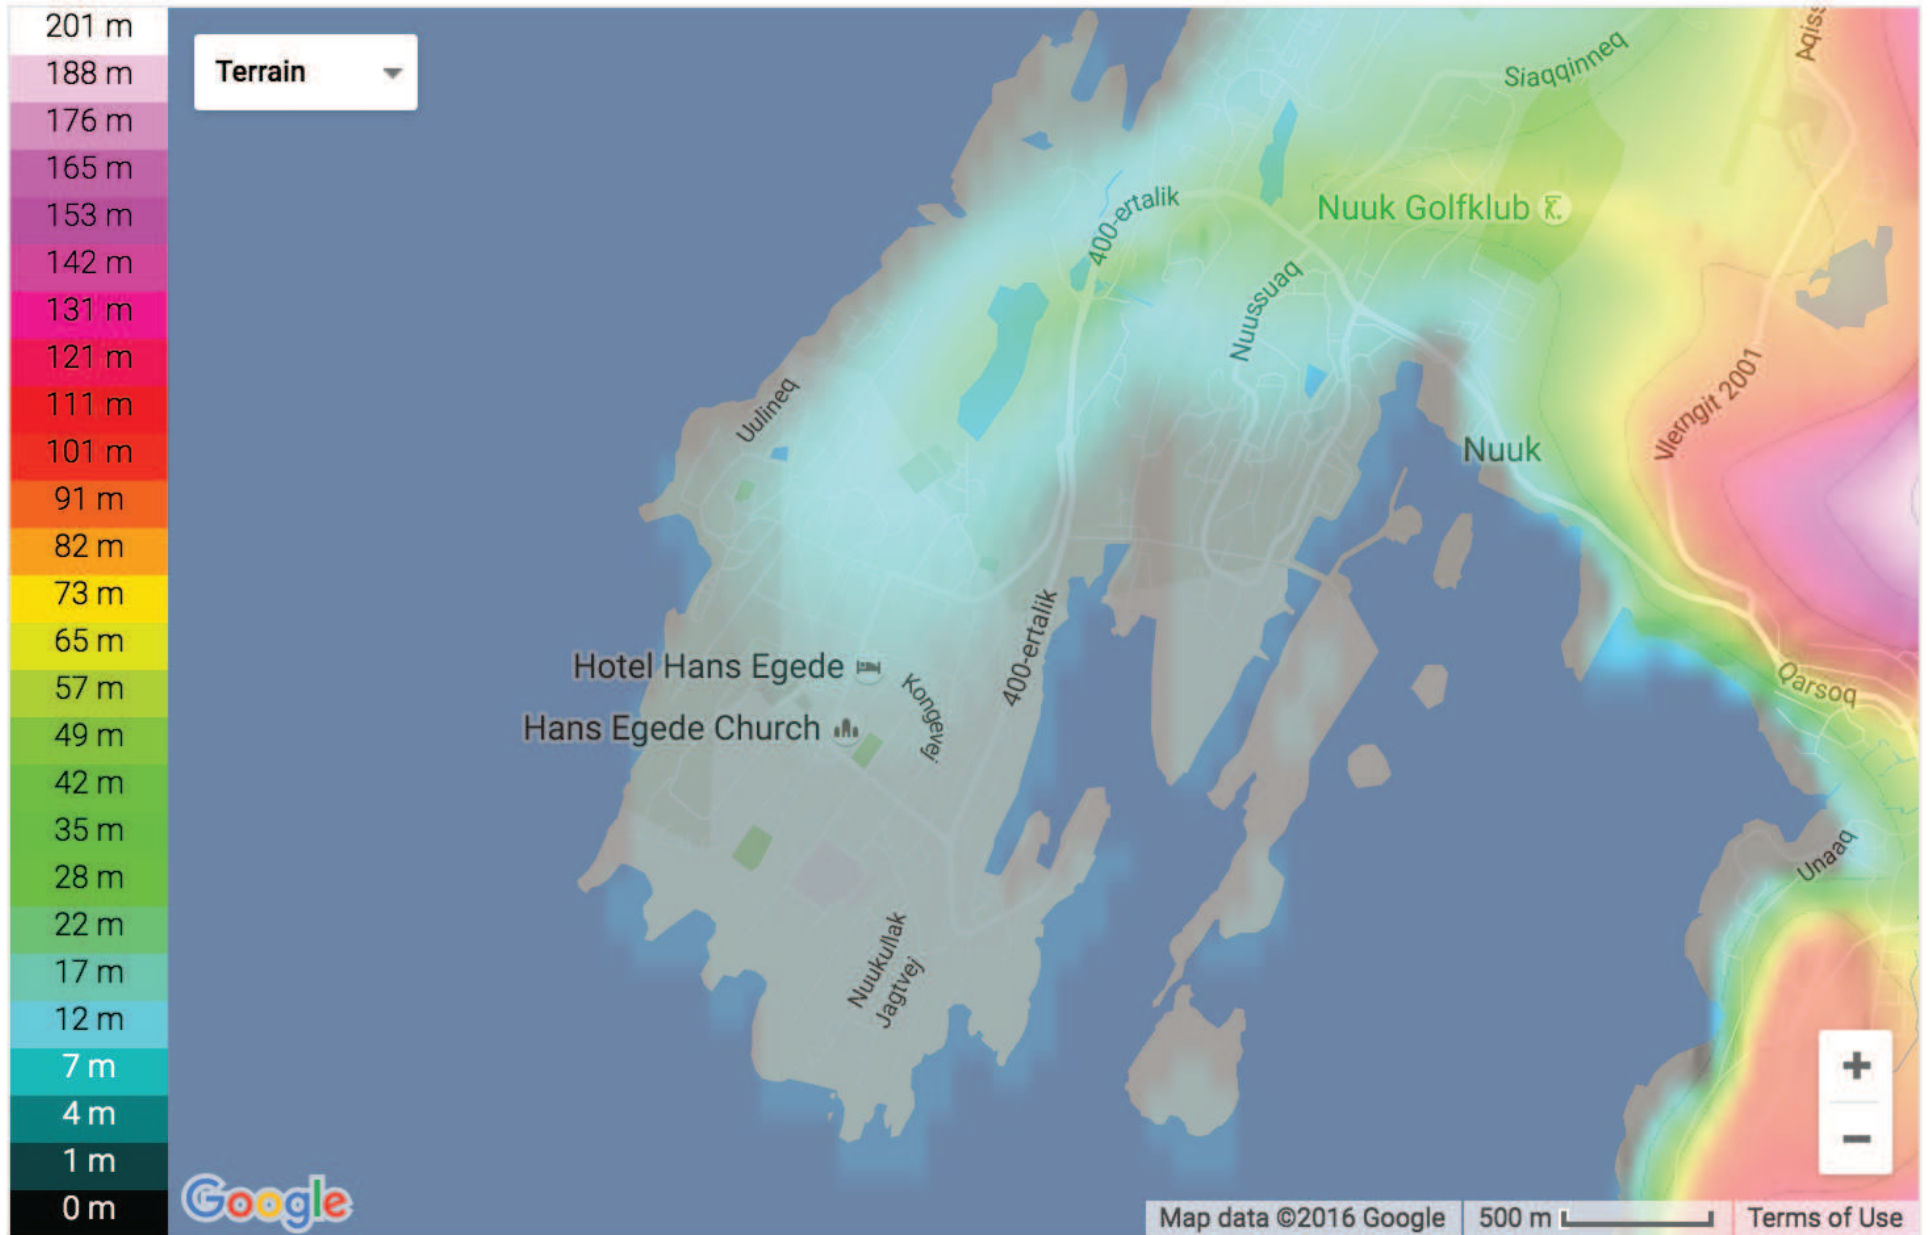 201 m
188 m
176 m
165 m
153 m
142 m
131 m
121 m
111 m
101 m
91 m
82 m
73 m
65 m
57 m
49 m
42 m
35 m
28 m
22 m
17 m
12 m
7 m
4 m
1 m
0 m
Terrain
Siaqqinneq
Aqiss
400-ertalik
Nuuk Golfklub
Nuussuaq
Uulineq
Nuuk
Vlerngit 2001
400-ertalik
Hotel Hans Egede
Kongevej
Hans Egede Church
Qarsoq
Unaaq
Nuukullak
Jagtvej
+
−
Google
Map data ©2016 Google
500 m
Terms of Use